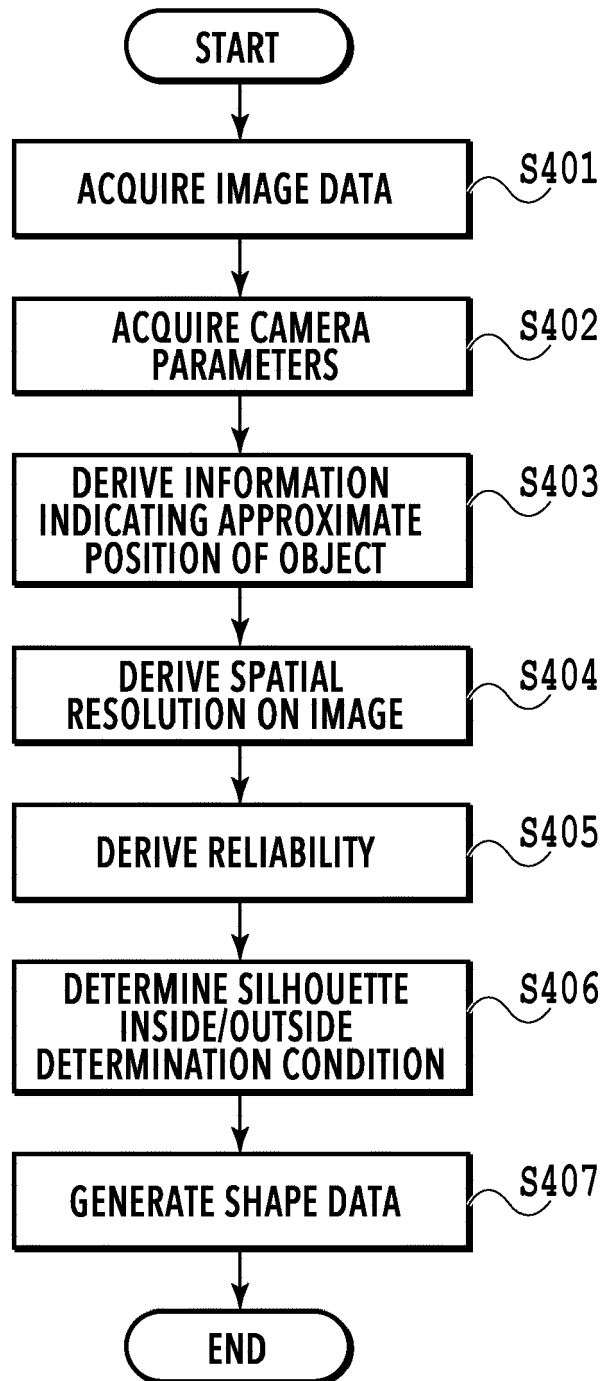 START
ACQUIRE IMAGE DATA
S401
ACQUIRE CAMERA
PARAMETERS
S402
DERIVE INFORMATION
INDICATING APPROXIMATE
POSITION OF OBJECT
S403
DERIVE SPATIAL
RESOLUTION ON IMAGE
S404
DERIVE RELIABILITY
S405
DETERMINE SILHOUETTE
INSIDE/OUTSIDE
DETERMINATION CONDITION
S406
GENERATE SHAPE DATA
S407
END